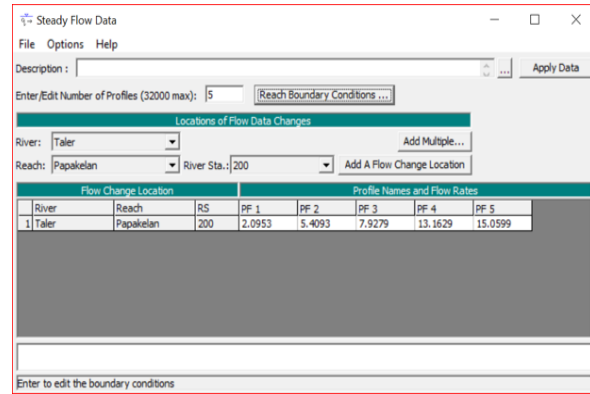 Steady Flow Data
File Options Help
Description : ... Apply Data
Enter/Edit Number of Profiles (32000 max): 5 Reach Boundary Conditions ...
Locations of Flow Data Changes
River: Taler Add Multiple...
Reach: Papakelan River Sta.: 200 Add A Flow Change Location
Flow Change Location Profile Names and Flow Rates
River Reach RS PF 1 PF 2 PF 3 PF 4 PF 5
1 Taler Papakelan 200 2.0953 5.4093 7.9279 13.1629 15.0599
Enter to edit the boundary conditions